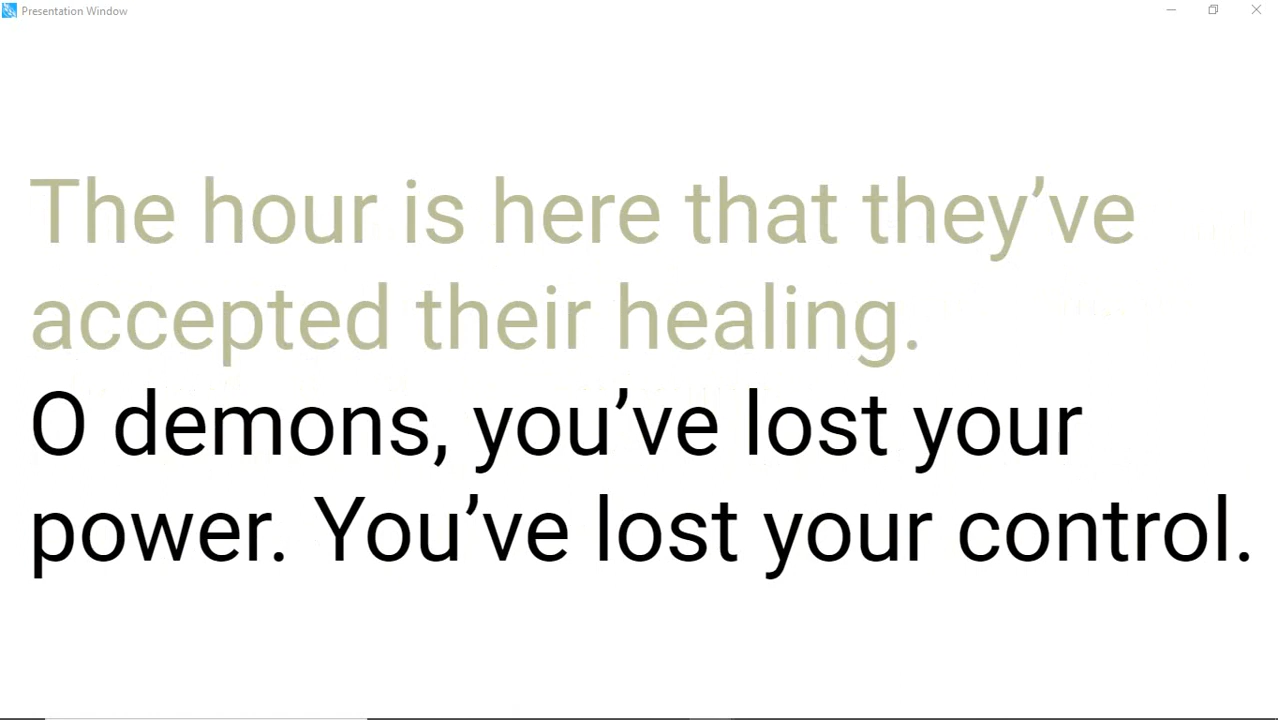 Presentation Window
The hour is here that they’ve
accepted their healing.
O demons, you’ve lost your
power. You’ve lost your control.